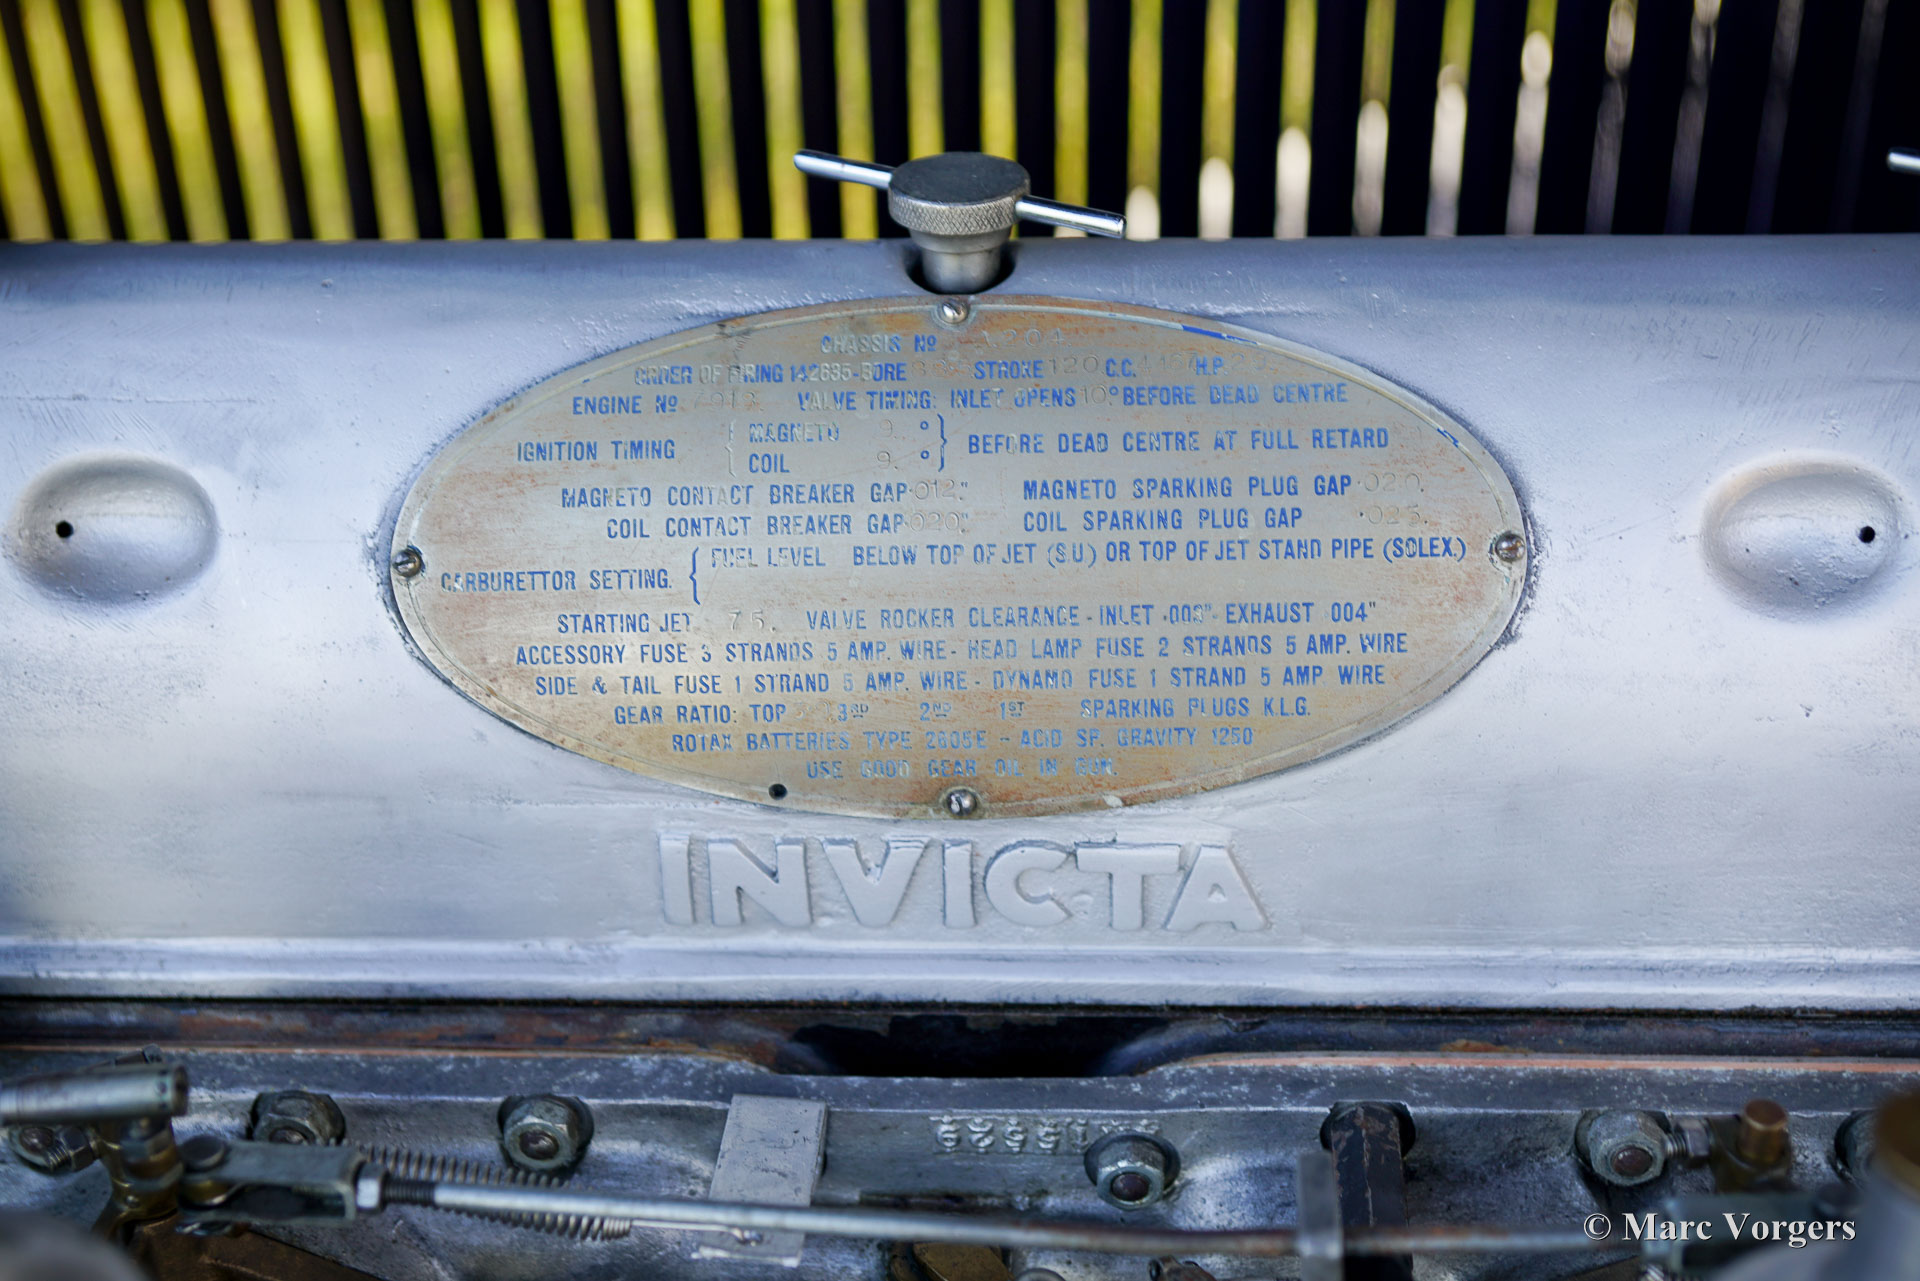 CHASSIS Nº A204
ORDER OF FIRING 142635-BORE STROKE 120 C.C. H.P.
ENGINE Nº VALVE TIMING: INLET OPENS 10° BEFORE DEAD CENTRE
IGNITION TIMING { MAGNETO 9. ° } BEFORE DEAD CENTRE AT FULL RETARD
COIL 9. °
MAGNETO CONTACT BREAKER GAP .012." MAGNETO SPARKING PLUG GAP .020.
COIL CONTACT BREAKER GAP .020." COIL SPARKING PLUG GAP .025.
CARBURETTOR SETTING. { FUEL LEVEL BELOW TOP OF JET (S.U.) OR TOP OF JET STAND PIPE (SOLEX.)
STARTING JET. 75. VALVE ROCKER CLEARANCE - INLET .003"- EXHAUST .004"
ACCESSORY FUSE 3 STRANDS 5 AMP. WIRE - HEAD LAMP FUSE 2 STRANDS 5 AMP. WIRE
SIDE & TAIL FUSE 1 STRAND 5 AMP. WIRE - DYNAMO FUSE 1 STRAND 5 AMP WIRE
GEAR RATIO: TOP 3RD 2ND 1ST SPARKING PLUGS K.L.G.
ROTAX BATTERIES TYPE 2605E - ACID SP. GRAVITY 1250
USE GOOD GEAR OIL IN GUN.
INVICTA
© Marc Vorgers